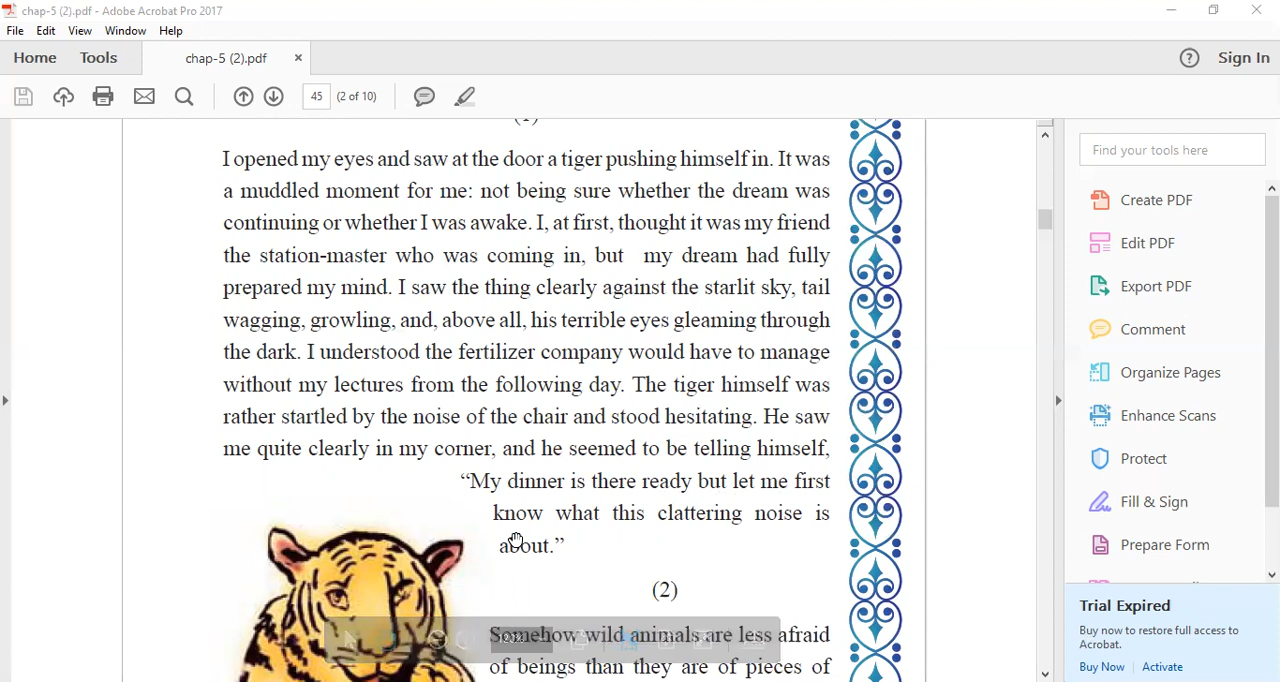 chap-5 (2).pdf - Adobe Acrobat Pro 2017
File Edit View Window Help
Home Tools chap-5 (2).pdf × ? Sign In
45 (2 of 10)
(1)
I opened my eyes and saw at the door a tiger pushing himself in. It was
a muddled moment for me: not being sure whether the dream was
continuing or whether I was awake. I, at first, thought it was my friend
the station-master who was coming in, but my dream had fully
prepared my mind. I saw the thing clearly against the starlit sky, tail
wagging, growling, and, above all, his terrible eyes gleaming through
the dark. I understood the fertilizer company would have to manage
without my lectures from the following day. The tiger himself was
rather startled by the noise of the chair and stood hesitating. He saw
me quite clearly in my corner, and he seemed to be telling himself,
“My dinner is there ready but let me first
know what this clattering noise is
about.”
(2)
Somehow wild animals are less afraid
of beings than they are of pieces of
Find your tools here
Create PDF
Edit PDF
Export PDF
Comment
Organize Pages
Enhance Scans
Protect
Fill & Sign
Prepare Form
Trial Expired
Buy now to restore full access to
Acrobat.
Buy Now Activate